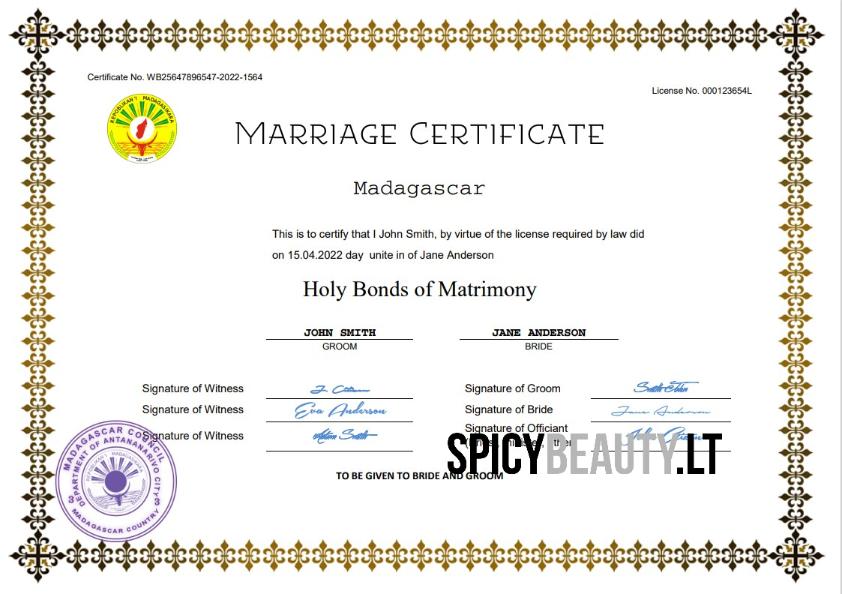 Certificate No. WB25647896547-2022-1564
License No. 000123654L
REPOBLIKAN'I MADAGASIKARA
MARRIAGE CERTIFICATE
Madagascar
This is to certify that I John Smith, by virtue of the license required by law did
on 15.04.2022 day unite in of Jane Anderson
Holy Bonds of Matrimony
JOHN SMITH
JANE ANDERSON
GROOM
BRIDE
Signature of Witness
Signature of Groom
Signature of Witness Eva Anderson
Signature of Bride Jane Anderson
Signature of Witness Adam Smith
Signature of Officiant
SPICYBEAUTY.LT
TO BE GIVEN TO BRIDE AND GROOM
MADAGASCAR COUNCIL
DEPARTMENT OF ANTANANARIVO CITY
MADAGASCAR COUNTRY